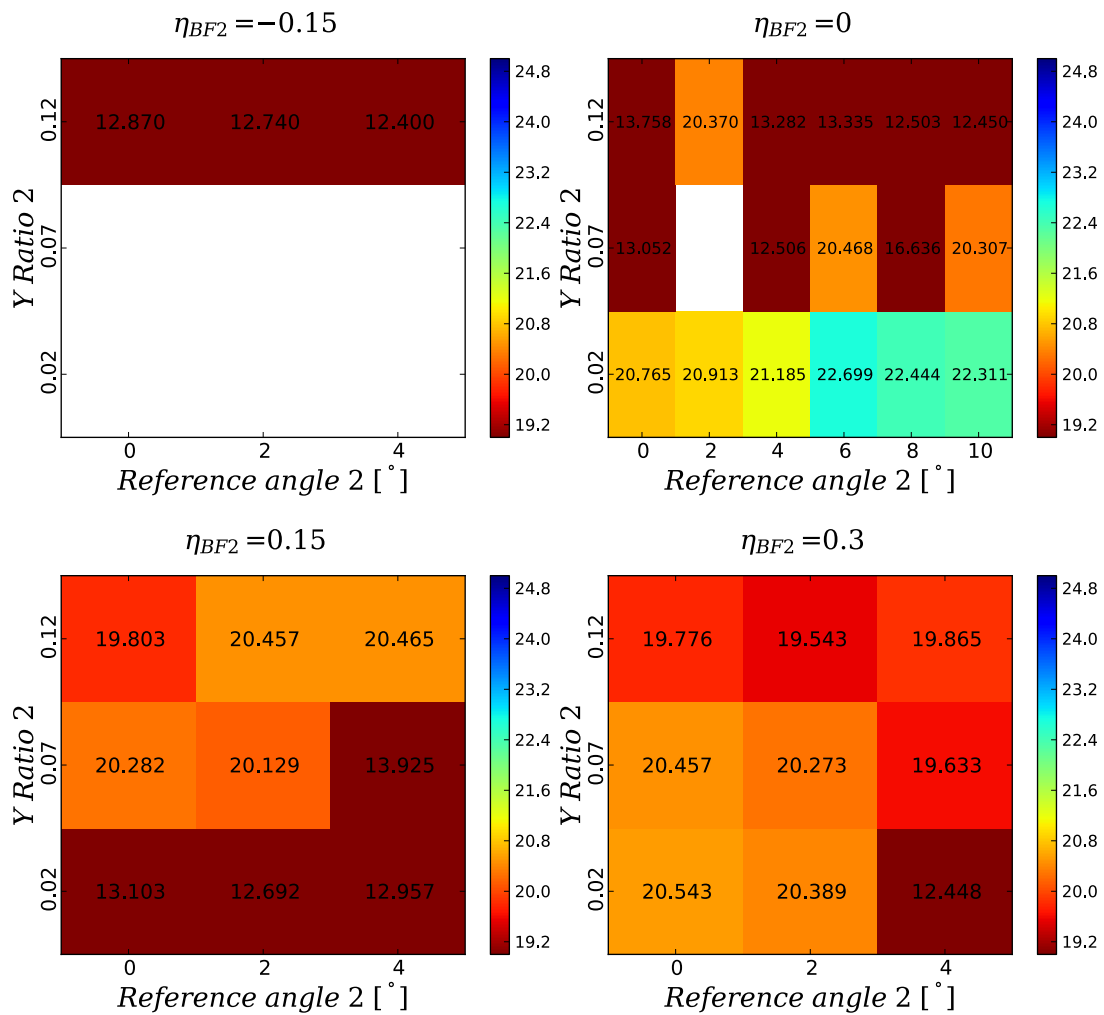 η_BF2 = −0.15
0.12
0.07
0.02
Y Ratio 2
12.870 12.740 12.400
0 2 4
Reference angle 2 [°]
24.8
24.0
23.2
22.4
21.6
20.8
20.0
19.2
η_BF2 = 0
0.12
0.07
0.02
Y Ratio 2
13.758 20.370 13.282 13.335 12.503 12.450
13.052 12.506 20.468 16.636 20.307
20.765 20.913 21.185 22.699 22.444 22.311
0 2 4 6 8 10
Reference angle 2 [°]
24.8
24.0
23.2
22.4
21.6
20.8
20.0
19.2
η_BF2 = 0.15
0.12
0.07
0.02
Y Ratio 2
19.803 20.457 20.465
20.282 20.129 13.925
13.103 12.692 12.957
0 2 4
Reference angle 2 [°]
24.8
24.0
23.2
22.4
21.6
20.8
20.0
19.2
η_BF2 = 0.3
0.12
0.07
0.02
Y Ratio 2
19.776 19.543 19.865
20.457 20.273 19.633
20.543 20.389 12.448
0 2 4
Reference angle 2 [°]
24.8
24.0
23.2
22.4
21.6
20.8
20.0
19.2